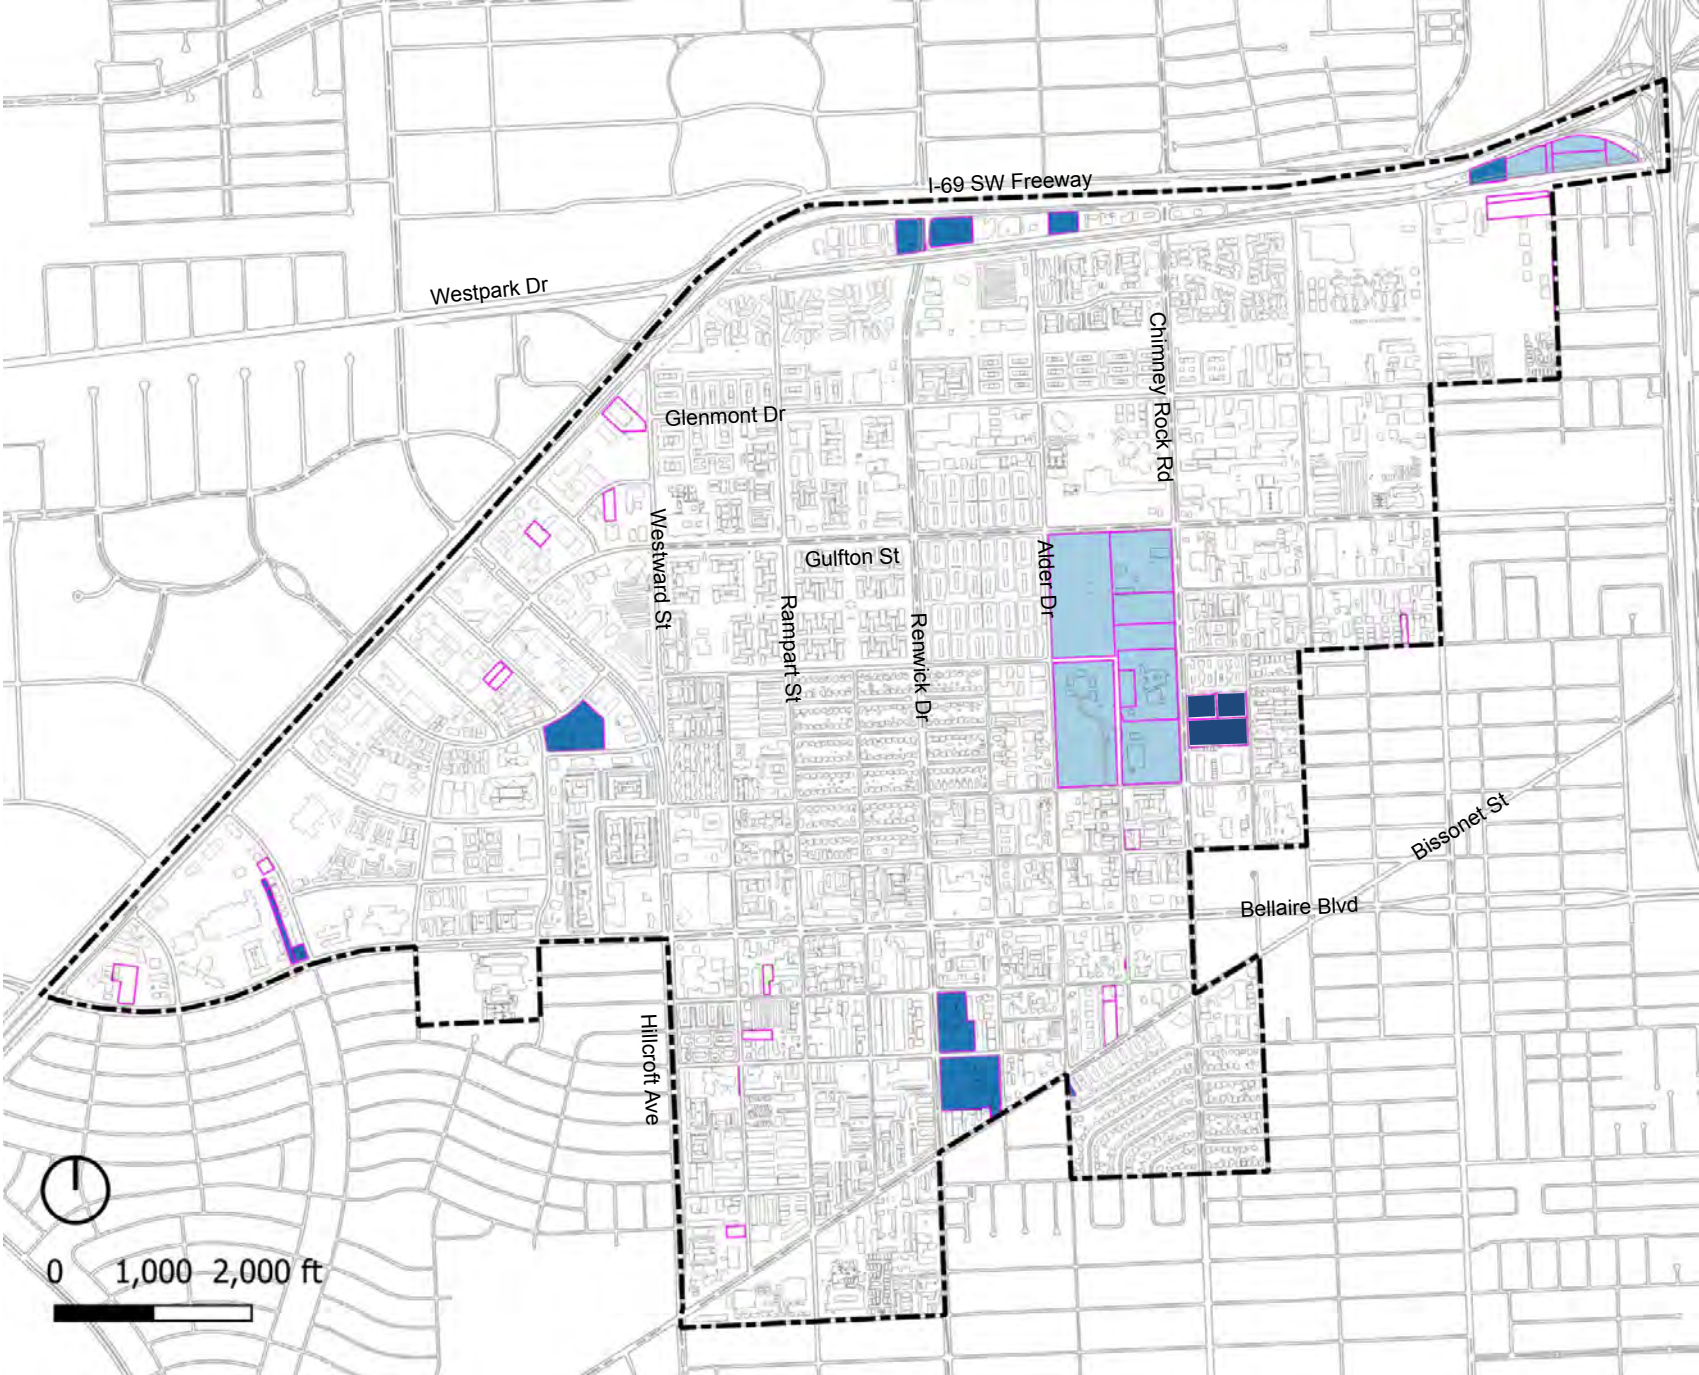 I-69 SW Freeway
Westpark Dr
Chimney Rock Rd
Glenmont Dr
Westward St
Gulfton St
Alder Dr
Rampart St
Renwick Dr
Bissonet St
Bellaire Blvd
Hillcroft Ave
0 1,000 2,000 ft